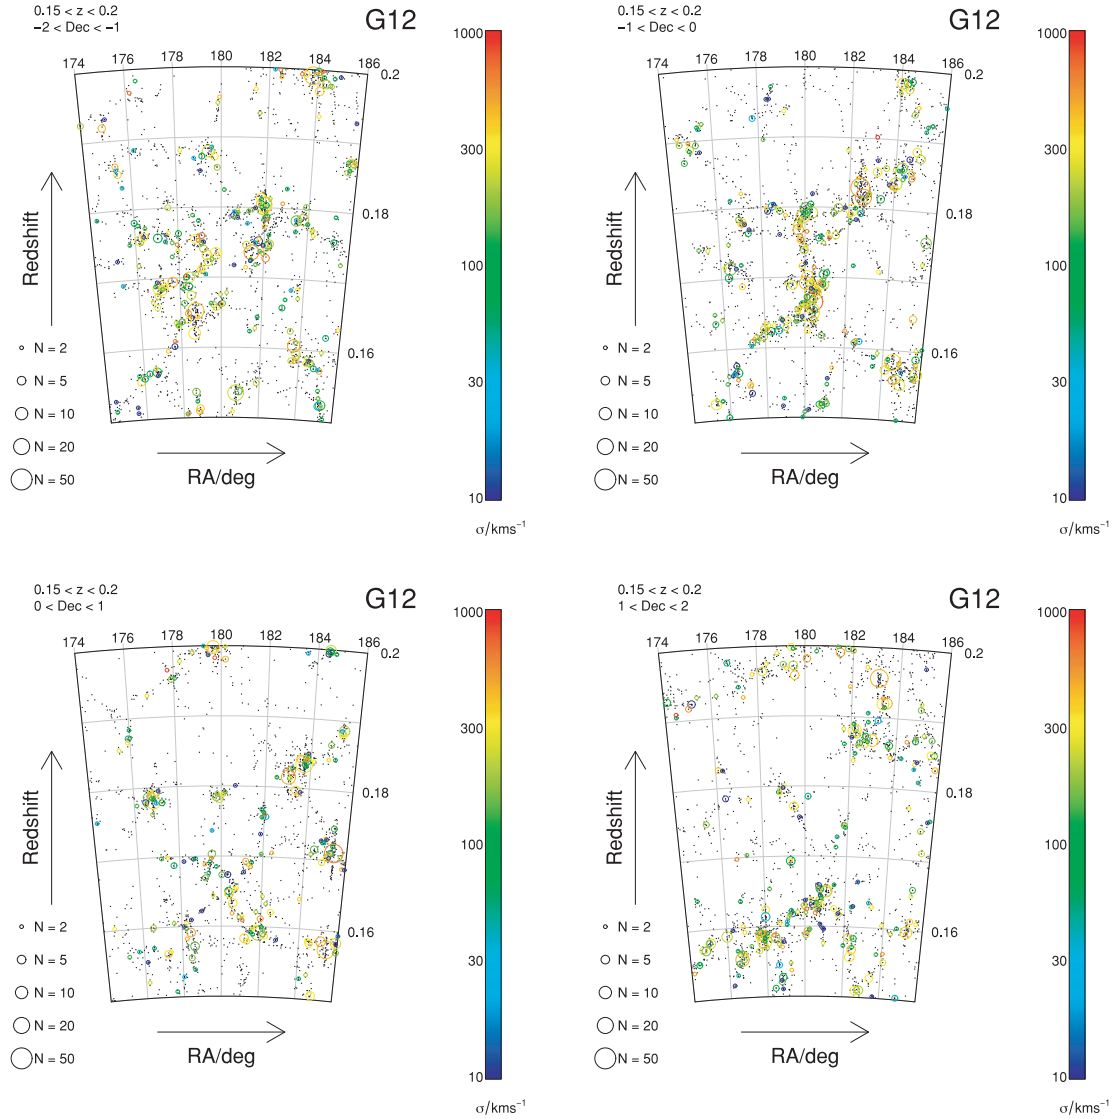 0.15 < z < 0.2
−2 < Dec < −1
G12
174 176 178 180 182 184 186
0.2
0.18
0.16
Redshift
N = 2
N = 5
N = 10
N = 20
N = 50
RA/deg
1000
300
100
30
10
σ/kms⁻¹
0.15 < z < 0.2
−1 < Dec < 0
G12
174 176 178 180 182 184 186
0.2
0.18
0.16
Redshift
N = 2
N = 5
N = 10
N = 20
N = 50
RA/deg
1000
300
100
30
10
σ/kms⁻¹
0.15 < z < 0.2
0 < Dec < 1
G12
174 176 178 180 182 184 186
0.2
0.18
0.16
Redshift
N = 2
N = 5
N = 10
N = 20
N = 50
RA/deg
1000
300
100
30
10
σ/kms⁻¹
0.15 < z < 0.2
1 < Dec < 2
G12
174 176 178 180 182 184 186
0.2
0.18
0.16
Redshift
N = 2
N = 5
N = 10
N = 20
N = 50
RA/deg
1000
300
100
30
10
σ/kms⁻¹